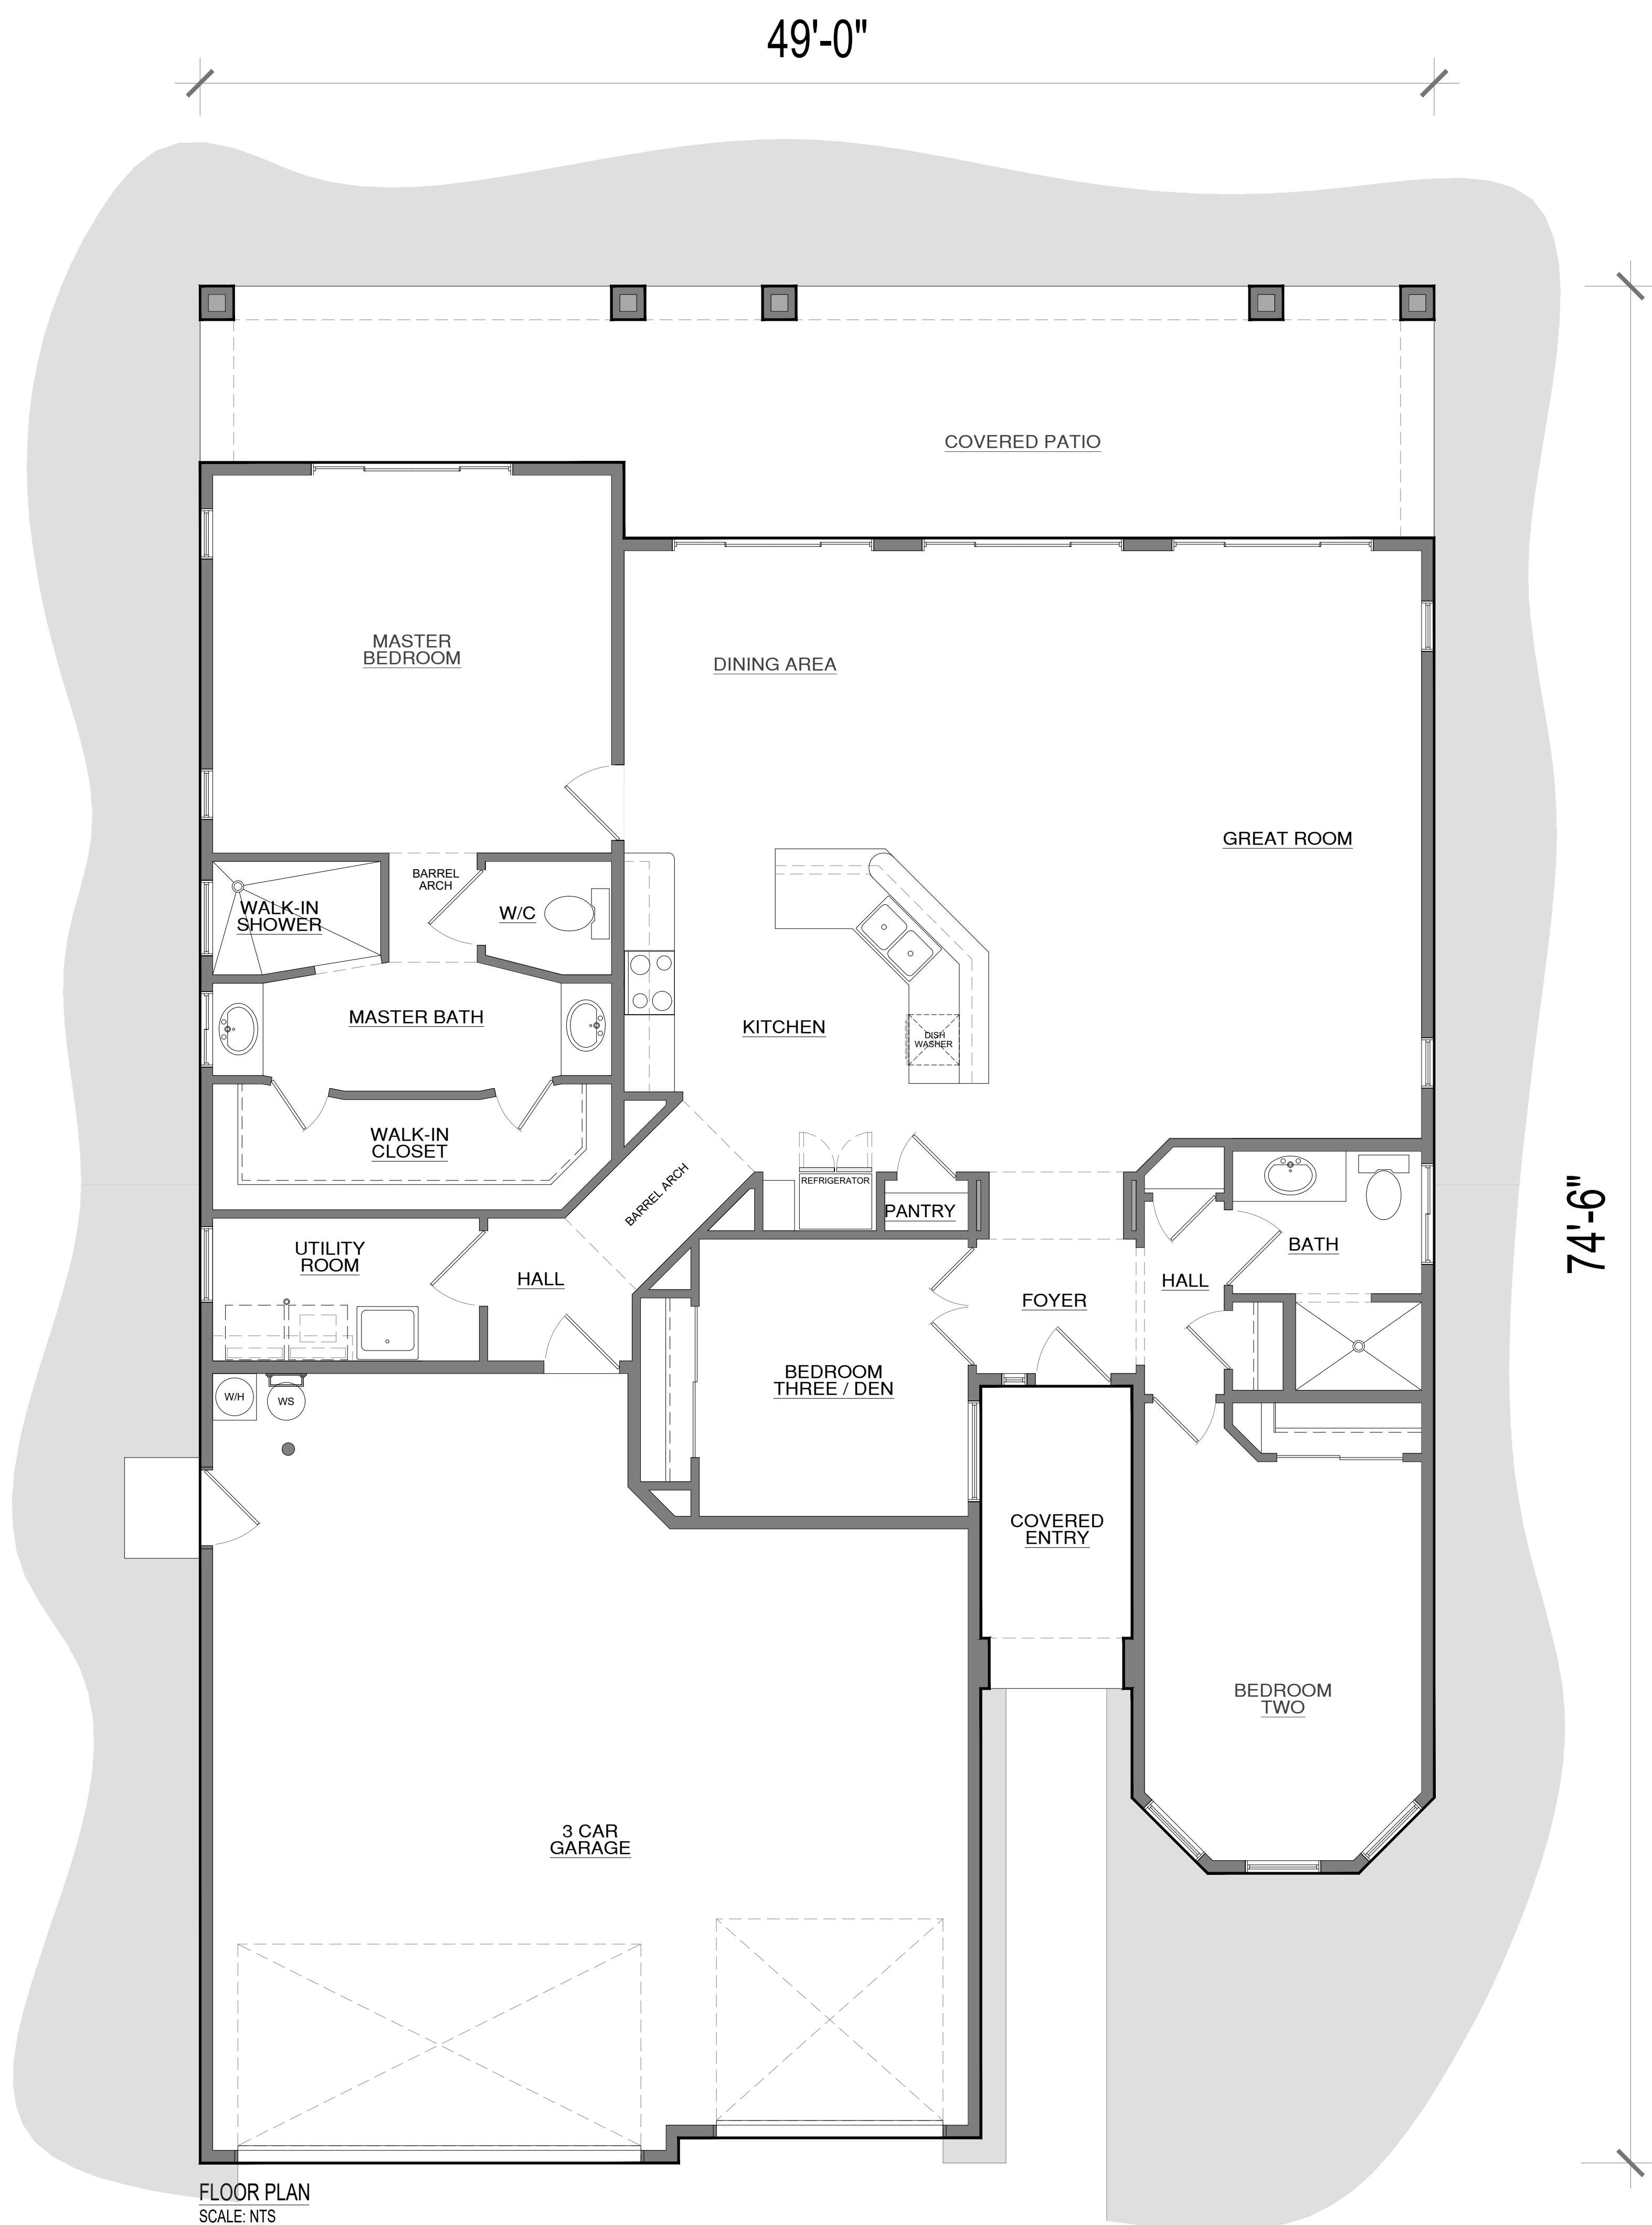 49'-0"
COVERED PATIO
MASTER
BEDROOM
DINING AREA
GREAT ROOM
BARREL
ARCH
WALK-IN
SHOWER
W/C
MASTER BATH
KITCHEN
DISH
WASHER
WALK-IN
CLOSET
BARREL ARCH
REFRIGERATOR
PANTRY
74'-6"
UTILITY
ROOM
HALL
BATH
HALL
FOYER
BEDROOM
THREE / DEN
W/H
WS
COVERED
ENTRY
BEDROOM
TWO
3 CAR
GARAGE
FLOOR PLAN
SCALE: NTS